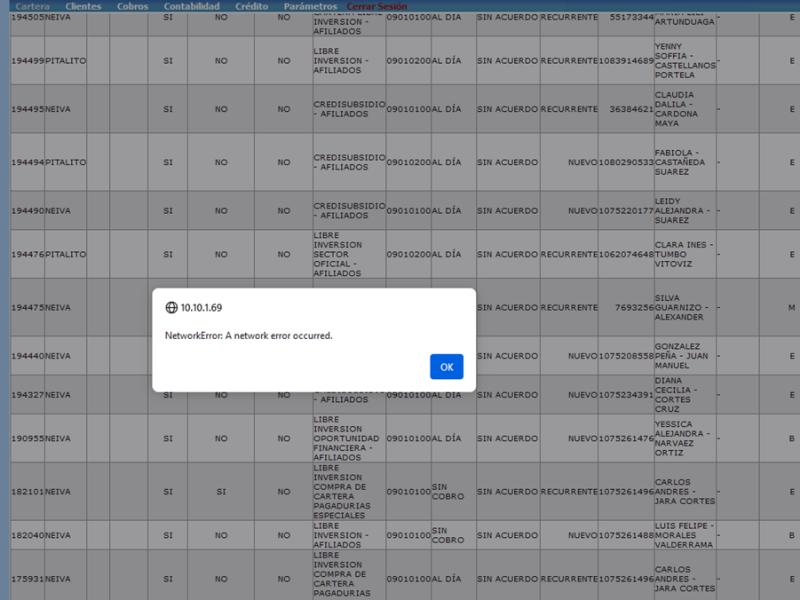 Cartera Clientes Cobros Contabilidad Crédito Parámetros Cerrar Sesión
194505 NEIVA SI NO NO INVERSION - AFILIADOS 09010100 AL DÍA SIN ACUERDO RECURRENTE 55173344 ARTUNDUAGA - E
194499 PITALITO SI NO NO LIBRE INVERSION - AFILIADOS 09010200 AL DÍA SIN ACUERDO RECURRENTE 1083914689 YENNY SOFFIA - CASTELLANOS PORTELA - E
194495 NEIVA SI NO NO CREDISUBSIDIO - AFILIADOS 09010100 AL DÍA SIN ACUERDO RECURRENTE 36384621 CLAUDIA DALILA - CARDONA MAYA - E
194494 PITALITO SI NO NO CREDISUBSIDIO - AFILIADOS 09010200 AL DÍA SIN ACUERDO NUEVO 1080290533 FABIOLA - CASTAÑEDA SUAREZ - E
194490 NEIVA SI NO NO CREDISUBSIDIO - AFILIADOS 09010100 AL DÍA SIN ACUERDO NUEVO 1075220177 LEIDY ALEJANDRA - SUAREZ - E
194476 PITALITO SI NO NO LIBRE INVERSION SECTOR OFICIAL - AFILIADOS 09010200 AL DÍA SIN ACUERDO RECURRENTE 1062074648 CLARA INES - TUMBO VITOVIZ - E
194475 NEIVA SIN ACUERDO RECURRENTE 7693256 SILVA GUARNIZO - ALEXANDER - M
10.10.1.69
NetworkError: A network error occurred.
OK
194440 NEIVA SIN ACUERDO NUEVO 1075208558 GONZALEZ PEÑA - JUAN MANUEL - E
194327 NEIVA SI NO NO - AFILIADOS 09010100 AL DÍA SIN ACUERDO NUEVO 1075234391 DIANA CECILIA - CORTES CRUZ - E
190955 NEIVA SI NO NO LIBRE INVERSION OPORTUNIDAD FINANCIERA - AFILIADOS 09010100 AL DÍA SIN ACUERDO NUEVO 1075261476 YESSICA ALEJANDRA - NARVAEZ ORTIZ - B
182101 NEIVA SI SI NO LIBRE INVERSION COMPRA DE CARTERA PAGADURIAS ESPECIALES 09010100 SIN COBRO SIN ACUERDO RECURRENTE 1075261496 CARLOS ANDRES - JARA CORTES - E
182040 NEIVA SI NO NO LIBRE INVERSION - AFILIADOS 09010100 SIN COBRO SIN ACUERDO NUEVO 1075261488 LUIS FELIPE - MORALES VALDERRAMA - B
175931 NEIVA SI NO NO LIBRE INVERSION COMPRA DE CARTERA PAGADURIAS 09010100 AL DÍA SIN ACUERDO RECURRENTE 1075261496 CARLOS ANDRES - JARA CORTES - E